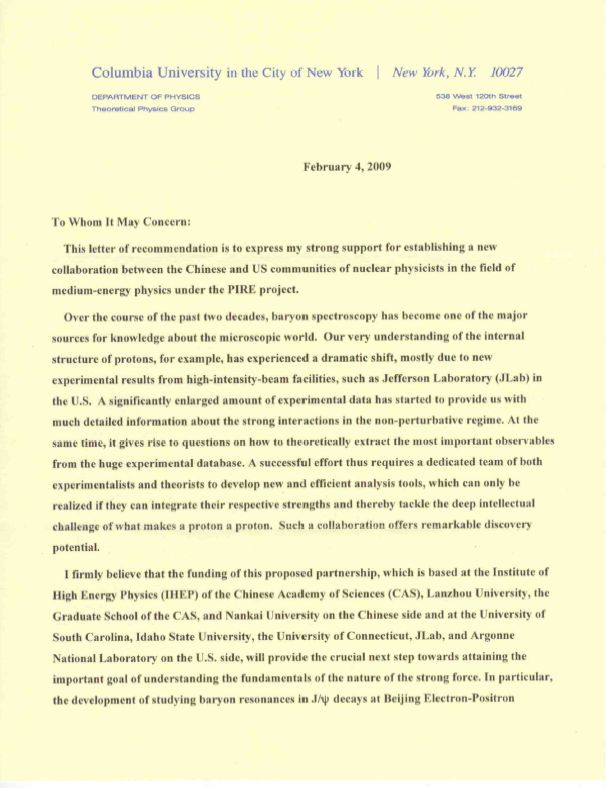 Columbia University in the City of New York | New York, N.Y. 10027
DEPARTMENT OF PHYSICS
Theoretical Physics Group
538 West 120th Street
Fax: 212-932-3169
February 4, 2009
To Whom It May Concern:
This letter of recommendation is to express my strong support for establishing a new
collaboration between the Chinese and US communities of nuclear physicists in the field of
medium-energy physics under the PIRE project.
Over the course of the past two decades, baryon spectroscopy has become one of the major
sources for knowledge about the microscopic world. Our very understanding of the internal
structure of protons, for example, has experienced a dramatic shift, mostly due to new
experimental results from high-intensity-beam facilities, such as Jefferson Laboratory (JLab) in
the U.S. A significantly enlarged amount of experimental data has started to provide us with
much detailed information about the strong interactions in the non-perturbative regime. At the
same time, it gives rise to questions on how to theoretically extract the most important observables
from the huge experimental database. A successful effort thus requires a dedicated team of both
experimentalists and theorists to develop new and efficient analysis tools, which can only be
realized if they can integrate their respective strengths and thereby tackle the deep intellectual
challenge of what makes a proton a proton. Such a collaboration offers remarkable discovery
potential.
I firmly believe that the funding of this proposed partnership, which is based at the Institute of
High Energy Physics (IHEP) of the Chinese Academy of Sciences (CAS), Lanzhou University, the
Graduate School of the CAS, and Nankai University on the Chinese side and at the University of
South Carolina, Idaho State University, the University of Connecticut, JLab, and Argonne
National Laboratory on the U.S. side, will provide the crucial next step towards attaining the
important goal of understanding the fundamentals of the nature of the strong force. In particular,
the development of studying baryon resonances in J/ψ decays at Beijing Electron-Positron